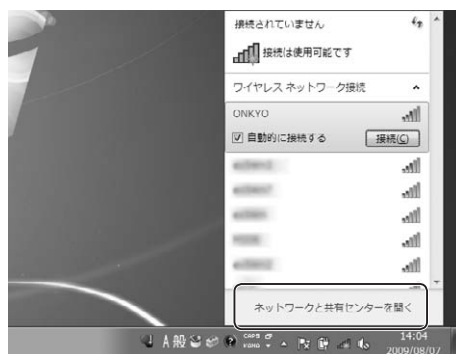 接続されていません
接続は使用可能です
ワイヤレス ネットワーク接続
ONKYO
自動的に接続する
接続(C)
ネットワークと共有センターを開く
A 般
CAPS
KANA
14:04
2009/08/07